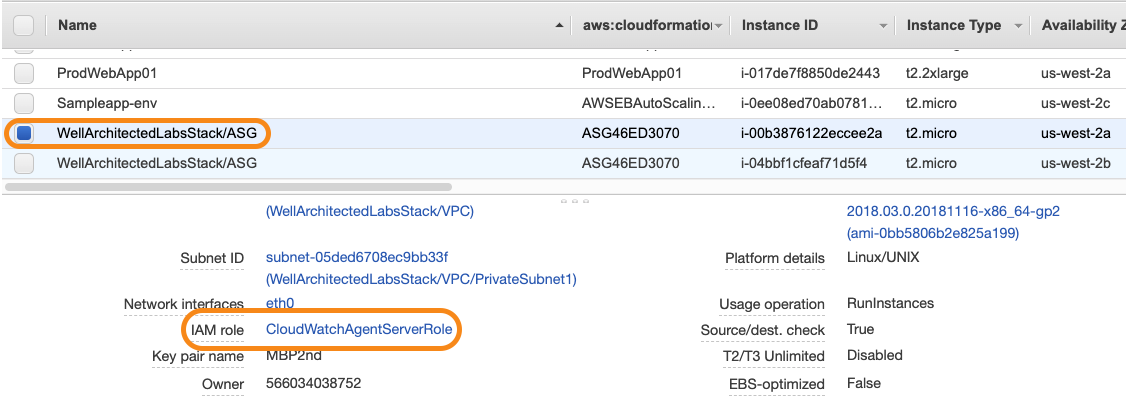 Name aws:cloudformation Instance ID Instance Type Availability Z
ProdWebApp01 ProdWebApp01 i-017de7f8850de2443 t2.2xlarge us-west-2a
Sampleapp-env AWSEBAutoScalin… i-0ee08ed70ab0781… t2.micro us-west-2c
WellArchitectedLabsStack/ASG ASG46ED3070 i-00b3876122eccee2a t2.micro us-west-2a
WellArchitectedLabsStack/ASG ASG46ED3070 i-04bbf1cfeaf71d5f4 t2.micro us-west-2b
(WellArchitectedLabsStack/VPC) 2018.03.0.20181116-x86_64-gp2
(ami-0bb5806b2e825a199)
Subnet ID subnet-05ded6708ec9bb33f Platform details Linux/UNIX
(WellArchitectedLabsStack/VPC/PrivateSubnet1)
Network interfaces eth0 Usage operation RunInstances
IAM role CloudWatchAgentServerRole Source/dest. check True
Key pair name MBP2nd T2/T3 Unlimited Disabled
Owner 566034038752 EBS-optimized False